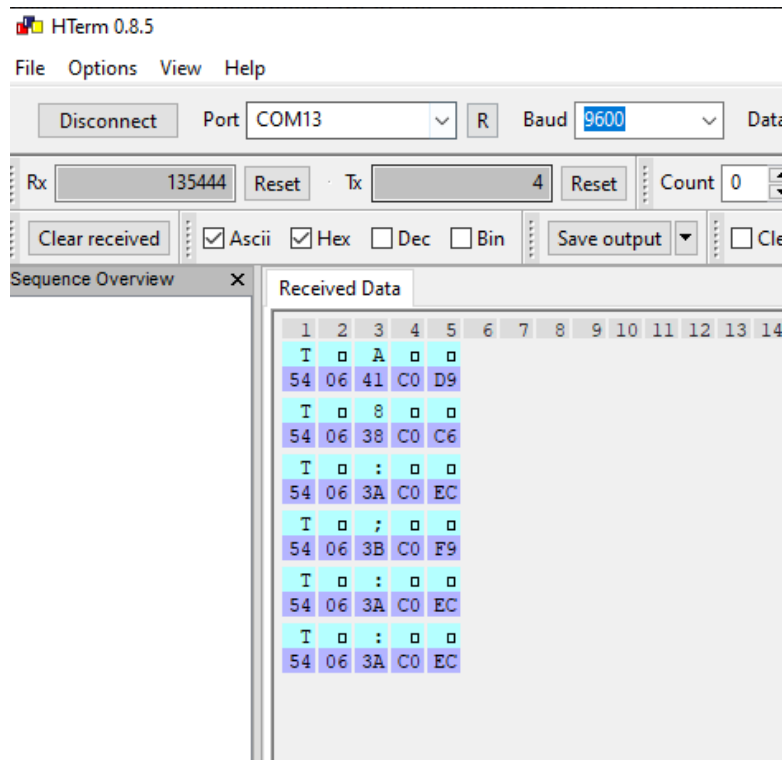 HTerm 0.8.5
File Options View Help
Disconnect Port COM13 R Baud 9600 Data
Rx 135444 Reset Tx 4 Reset Count 0
Clear received Ascii Hex Dec Bin Save output Cle
Sequence Overview X Received Data
1 2 3 4 5 6 7 8 9 10 11 12 13 14
T □ A □ □
54 06 41 C0 D9
T □ 8 □ □
54 06 38 C0 C6
T □ : □ □
54 06 3A C0 EC
T □ ; □ □
54 06 3B C0 F9
T □ : □ □
54 06 3A C0 EC
T □ : □ □
54 06 3A C0 EC